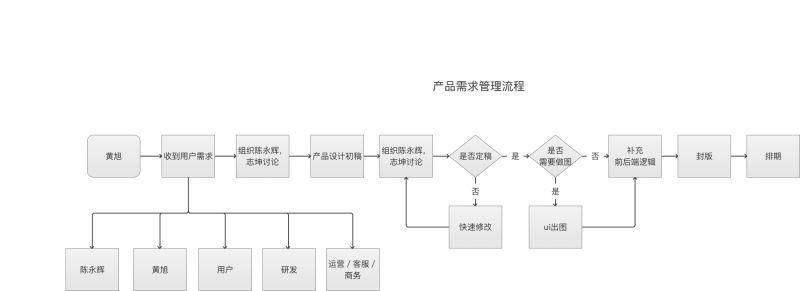 产品需求管理流程
黄旭
收到用户需求
组织陈永辉,
志坤讨论
产品设计初稿
组织陈永辉,
志坤讨论
是否定稿
是
是否
需要做图
否
补充
前后端逻辑
封版
排期
否
是
快速修改
ui出图
陈永辉
黄旭
用户
研发
运营 / 客服 /
商务